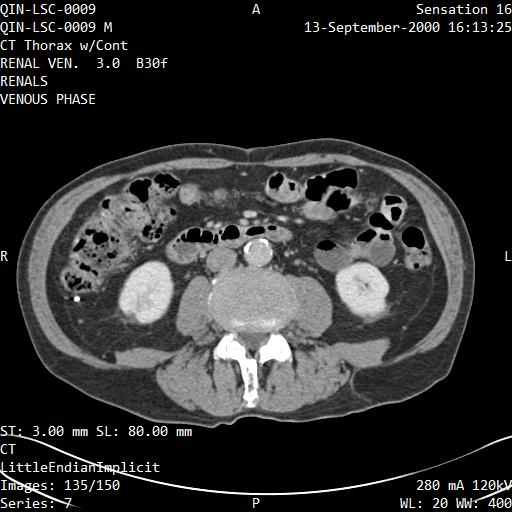 QIN-LSC-0009 A Sensation 16
QIN-LSC-0009 M 13-September-2000 16:13:25
CT Thorax w/Cont
RENAL VEN. 3.0 B30f
RENALS
VENOUS PHASE
R L
ST: 3.00 mm SL: 80.00 mm
CT
LittleEndianImplicit
Images: 135/150 280 mA 120kV
Series: 7 P WL: 20 WW: 400